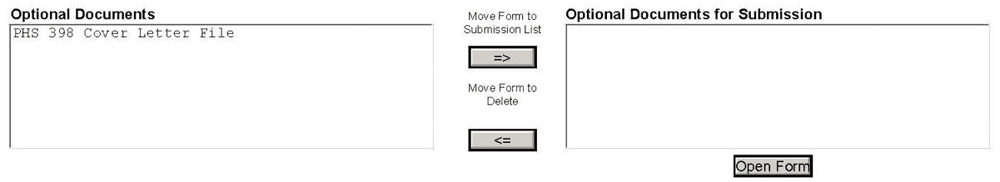 Optional Documents
PHS 398 Cover Letter File
Move Form to
Submission List
=>
Move Form to
Delete
<=
Optional Documents for Submission
Open Form